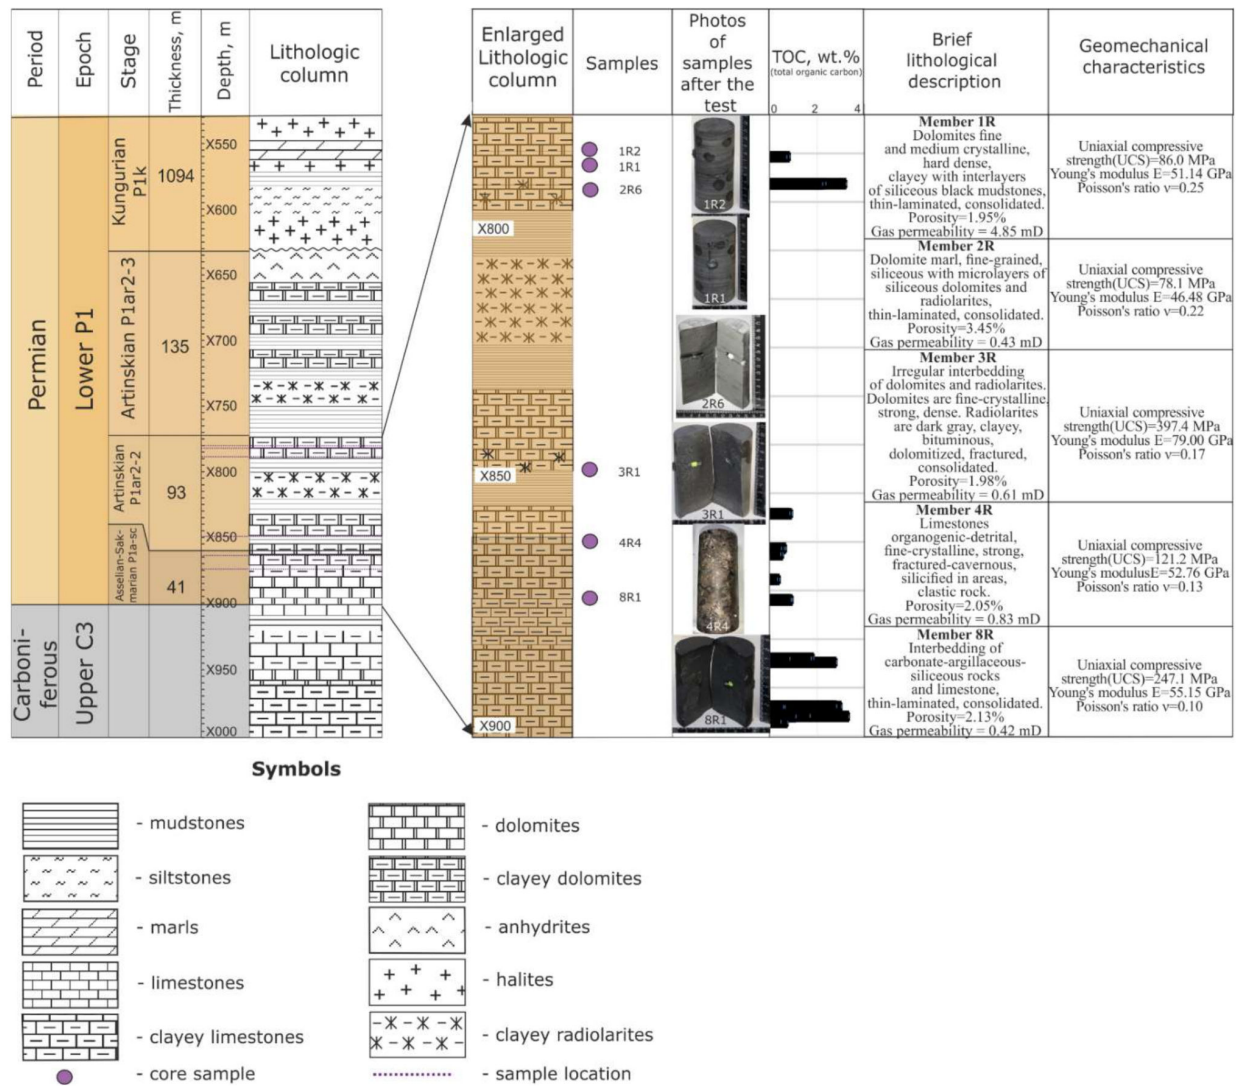 Period
Epoch
Stage
Thickness, m
Depth, m
Lithologic
column
Enlarged
Lithologic
column
Samples
Photos
of
samples
after the
test
TOC, wt.%
(total organic carbon)
0 2 4
Brief
lithological
description
Geomechanical
characteristics
Permian
Lower P1
Kungurian
P1k
1094
Artinskian P1ar2-3
135
Artinskian
P1ar2-2
93
Asselian-Sak-
marian P1a-sc
41
Carboni-
ferous
Upper C3
X550
X600
X650
X700
X750
X800
X850
X900
X950
X000
X800
X850
X900
1R2
1R1
2R6
3R1
4R4
8R1
1R2
1R1
2R6
3R1
4R4
8R1
Member 1R
Dolomites fine
and medium crystalline,
hard dense,
clayey with interlayers
of siliceous black mudstones,
thin-laminated, consolidated.
Porosity=1.95%
Gas permeability = 4.85 mD
Uniaxial compressive
strength(UCS)=86.0 MPa
Young's modulus E=51.14 GPa
Poisson's ratio ν=0.25
Member 2R
Dolomite marl, fine-grained,
siliceous with microlayers of
siliceous dolomites and
radiolarites,
thin-laminated, consolidated.
Porosity=3.45%
Gas permeability = 0.43 mD
Uniaxial compressive
strength(UCS)=78.1 MPa
Young's modulus E=46.48 GPa
Poisson's ratio ν=0.22
Member 3R
Irregular interbedding
of dolomites and radiolarites.
Dolomites are fine-crystalline,
strong, dense. Radiolarites
are dark gray, clayey,
bituminous,
dolomitized, fractured,
consolidated.
Porosity=1.98%
Gas permeability = 0.61 mD
Uniaxial compressive
strength(UCS)=397.4 MPa
Young's modulus E=79.00 GPa
Poisson's ratio ν=0.17
Member 4R
Limestones
organogenic-detrital,
fine-crystalline, strong,
fractured-cavernous,
silicified in areas,
clastic rock.
Porosity=2.05%
Gas permeability = 0.83 mD
Uniaxial compressive
strength(UCS)=121.2 MPa
Young's modulusE=52.76 GPa
Poisson's ratio ν=0.13
Member 8R
Interbedding of
carbonate-argillaceous-
siliceous rocks
and limestone,
thin-laminated, consolidated.
Porosity=2.13%
Gas permeability = 0.42 mD
Uniaxial compressive
strength(UCS)=247.1 MPa
Young's modulus E=55.15 GPa
Poisson's ratio ν=0.10
Symbols
- mudstones
- siltstones
- marls
- limestones
- clayey limestones
- core sample
- dolomites
- clayey dolomites
- anhydrites
- halites
- clayey radiolarites
- sample location